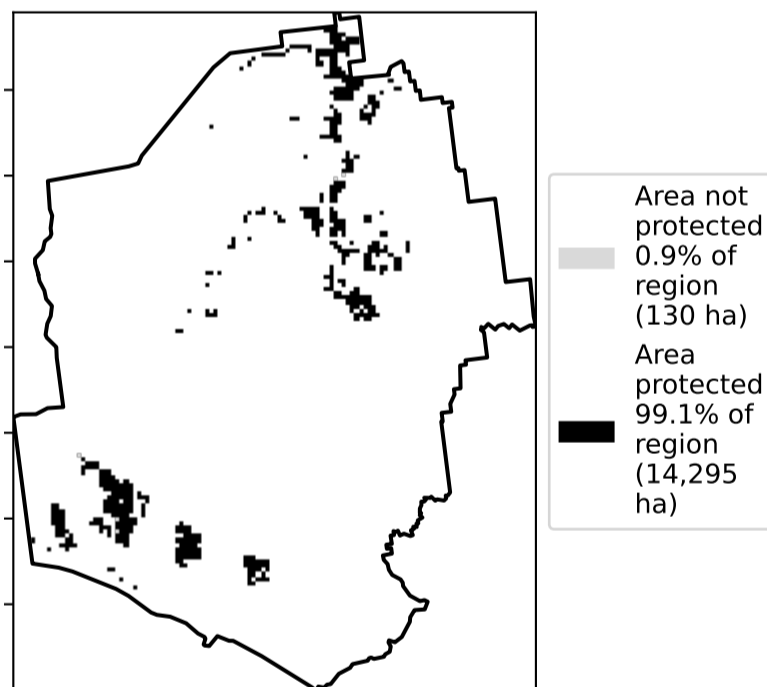 Area not
protected
0.9% of
region
(130 ha)
Area
protected
99.1% of
region
(14,295
ha)